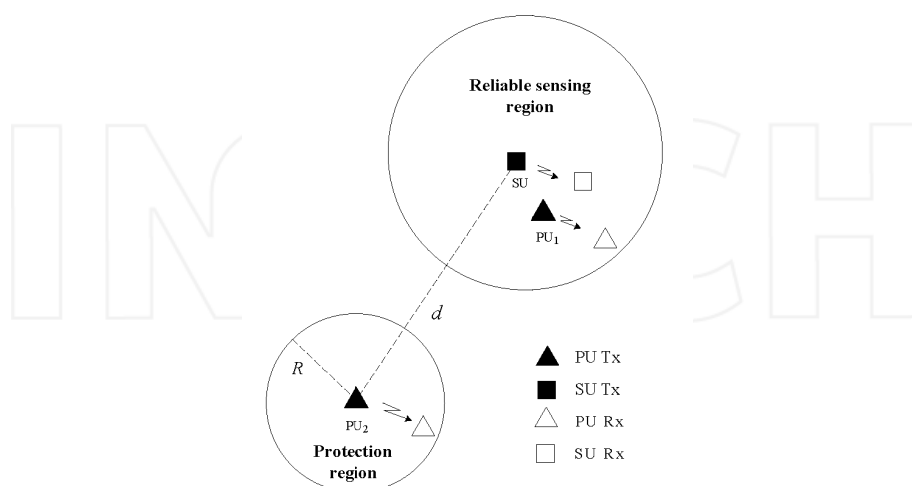 Reliable sensing
region
SU
PU1
d
R
PU2
Protection
region
PU Tx
SU Tx
PU Rx
SU Rx